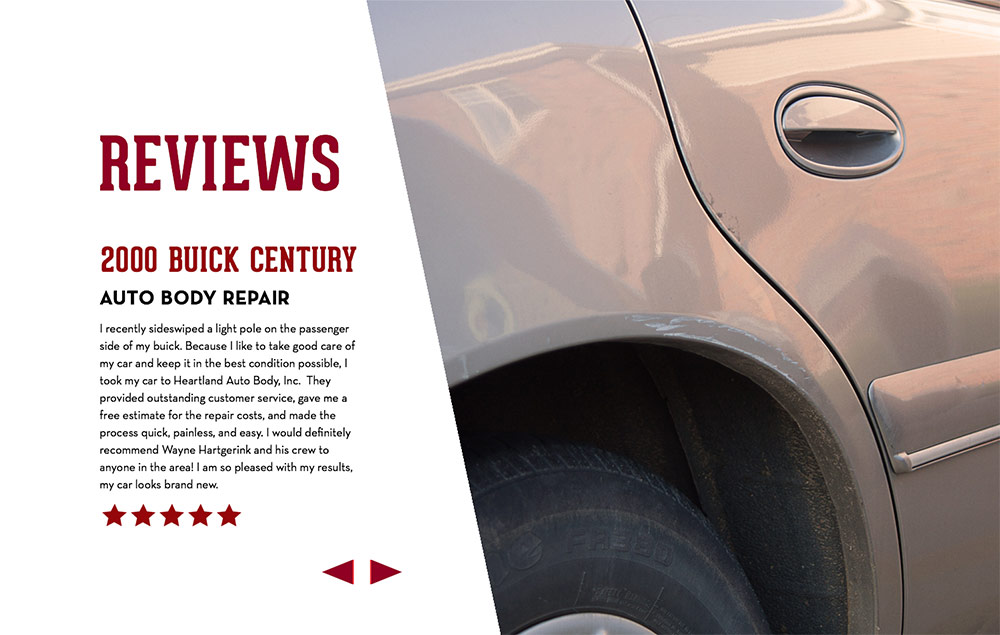 REVIEWS
2000 BUICK CENTURY
AUTO BODY REPAIR
I recently sideswiped a light pole on the passenger
side of my buick. Because I like to take good care of
my car and keep it in the best condition possible, I
took my car to Heartland Auto Body, Inc.  They
provided outstanding customer service, gave me a
free estimate for the repair costs, and made the
process quick, painless, and easy. I would definitely
recommend Wayne Hartgerink and his crew to
anyone in the area! I am so pleased with my results,
my car looks brand new.